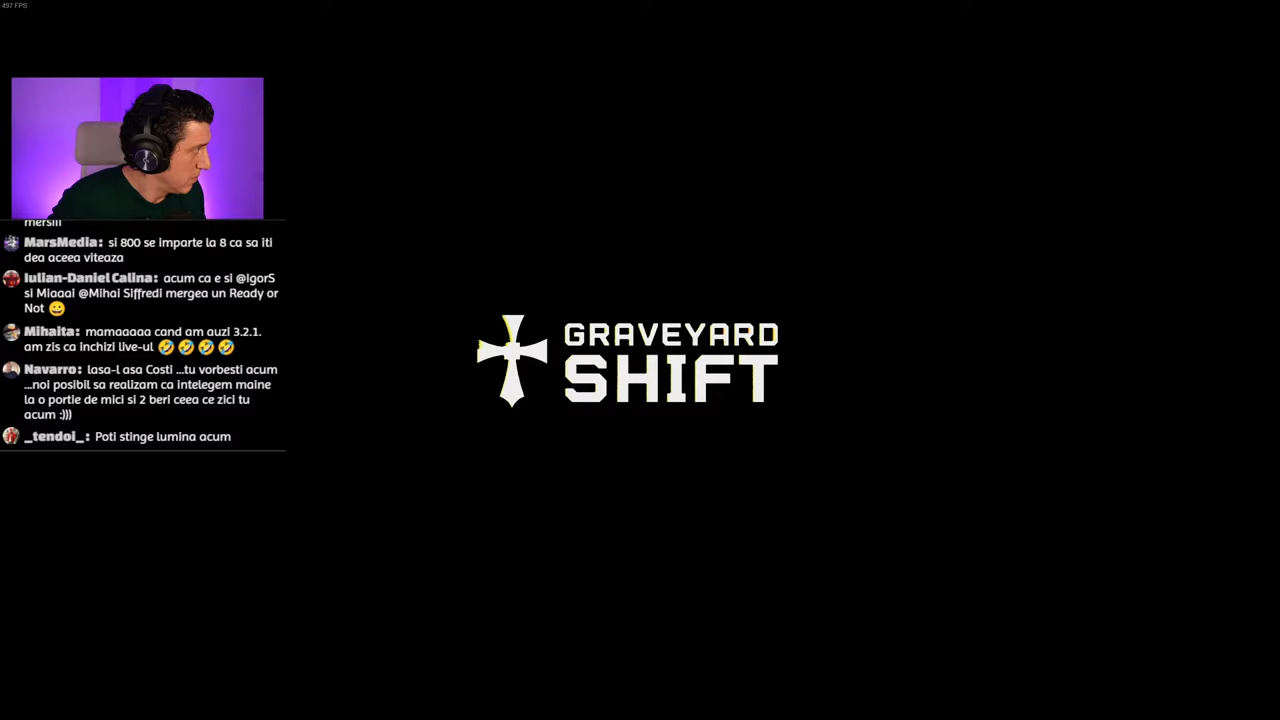 497 FPS
mersiii
MarsMedia: si 800 se imparte la 8 ca sa iti
dea aceea viteaza
Iulian-Daniel Calina: acum ca e si @IgorS
si Miaaai @Mihai Siffredi mergea un Ready or
Not 😀
Mihaita: mamaaaaa cand am auzi 3.2.1.
am zis ca inchizi live-ul 🤣 🤣 🤣 🤣
Navarro: lasa-l asa Costi ...tu vorbesti acum
...noi posibil sa realizam ca intelegem maine
la o portie de mici si 2 beri ceea ce zici tu
acum :)))
_tendoi_: Poti stinge lumina acum
GRAVEYARD
SHIFT